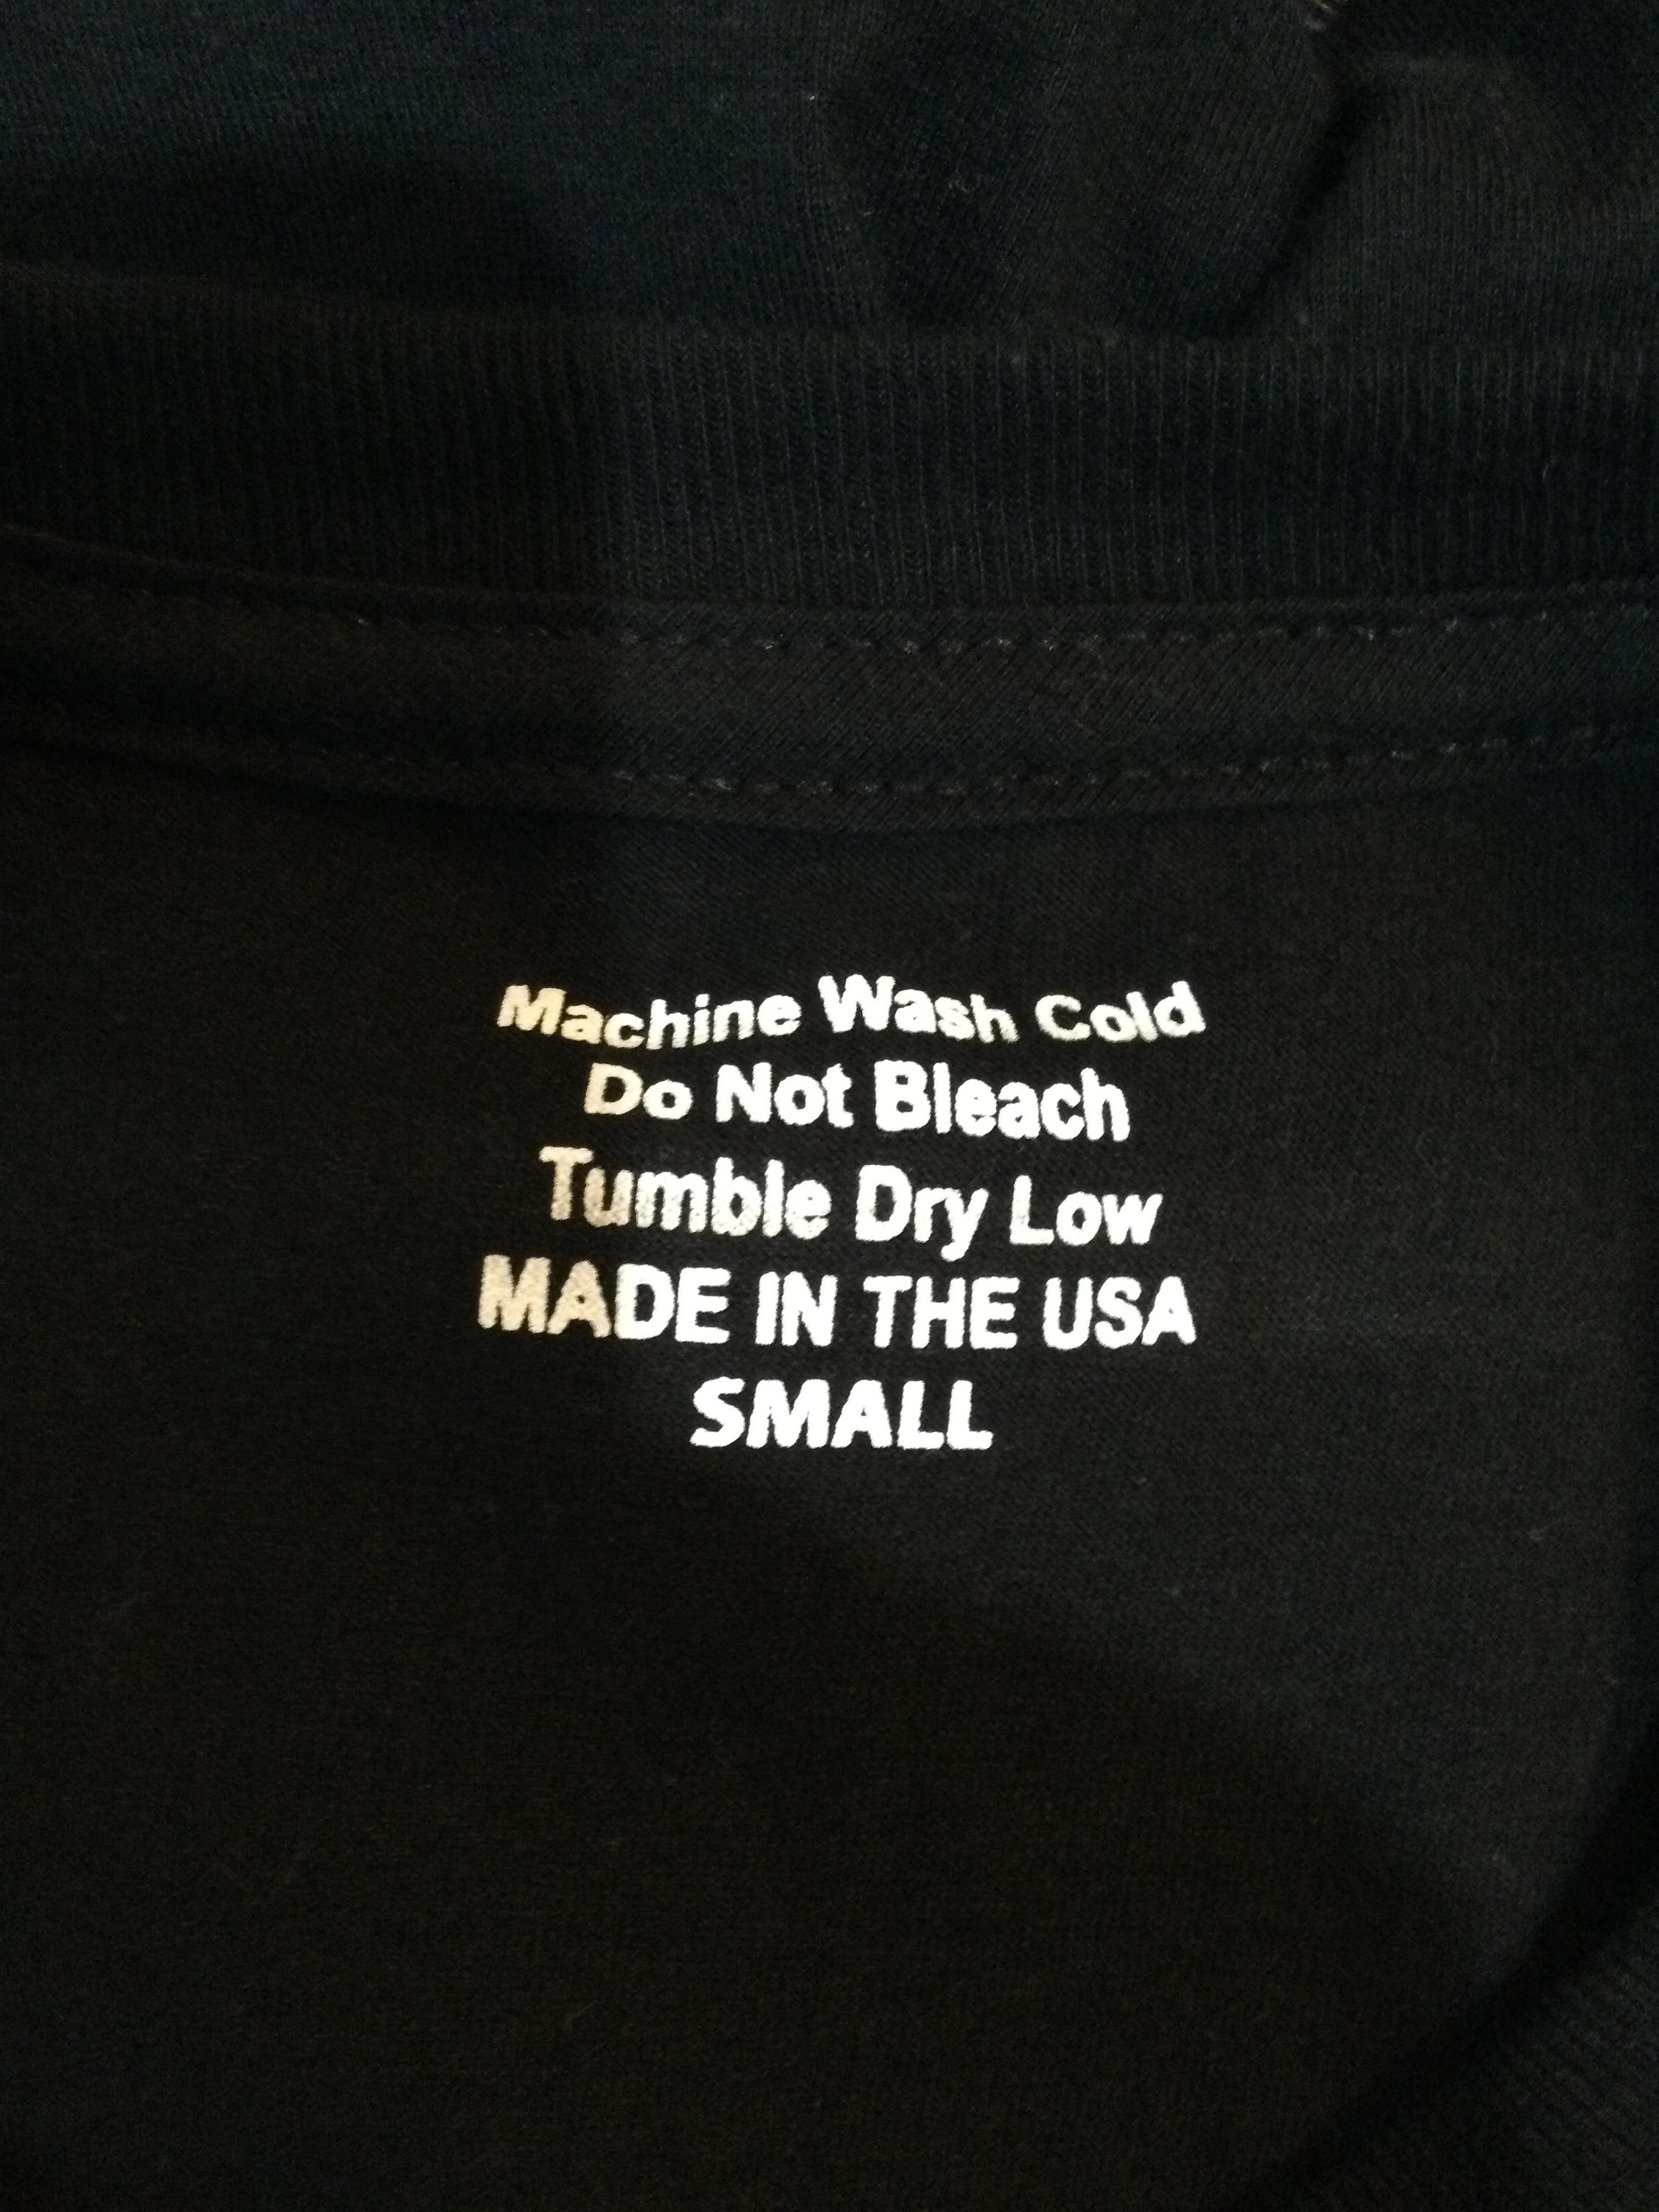 Machine Wash Cold
Do Not Bleach
Tumble Dry Low
MADE IN THE USA
SMALL